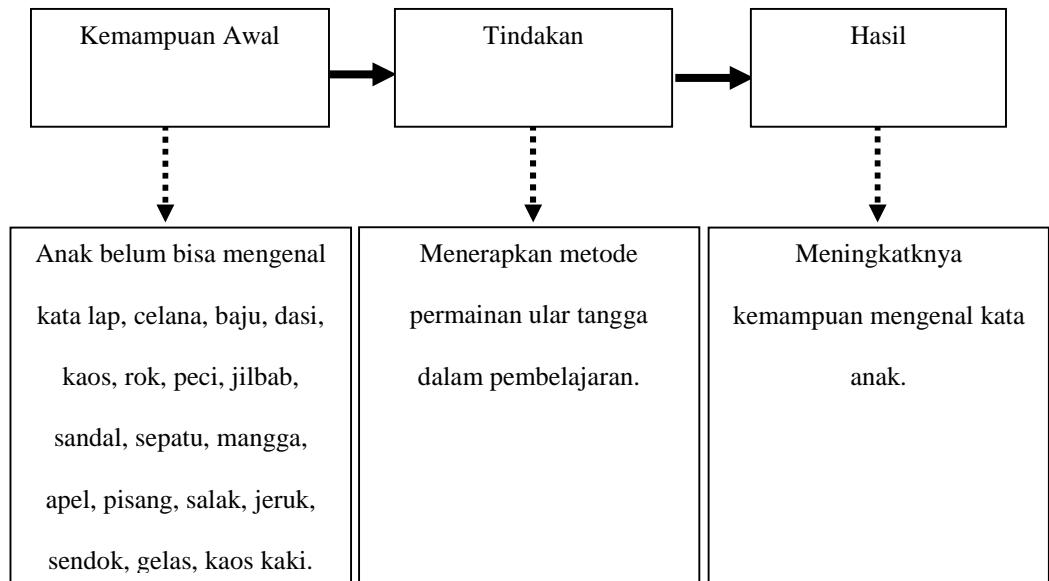 Kemampuan Awal
Tindakan
Hasil
Anak belum bisa mengenal
kata lap, celana, baju, dasi,
kaos, rok, peci, jilbab,
sandal, sepatu, mangga,
apel, pisang, salak, jeruk,
sendok, gelas, kaos kaki.
Menerapkan metode
permainan ular tangga
dalam pembelajaran.
Meningkatknya
kemampuan mengenal kata
anak.